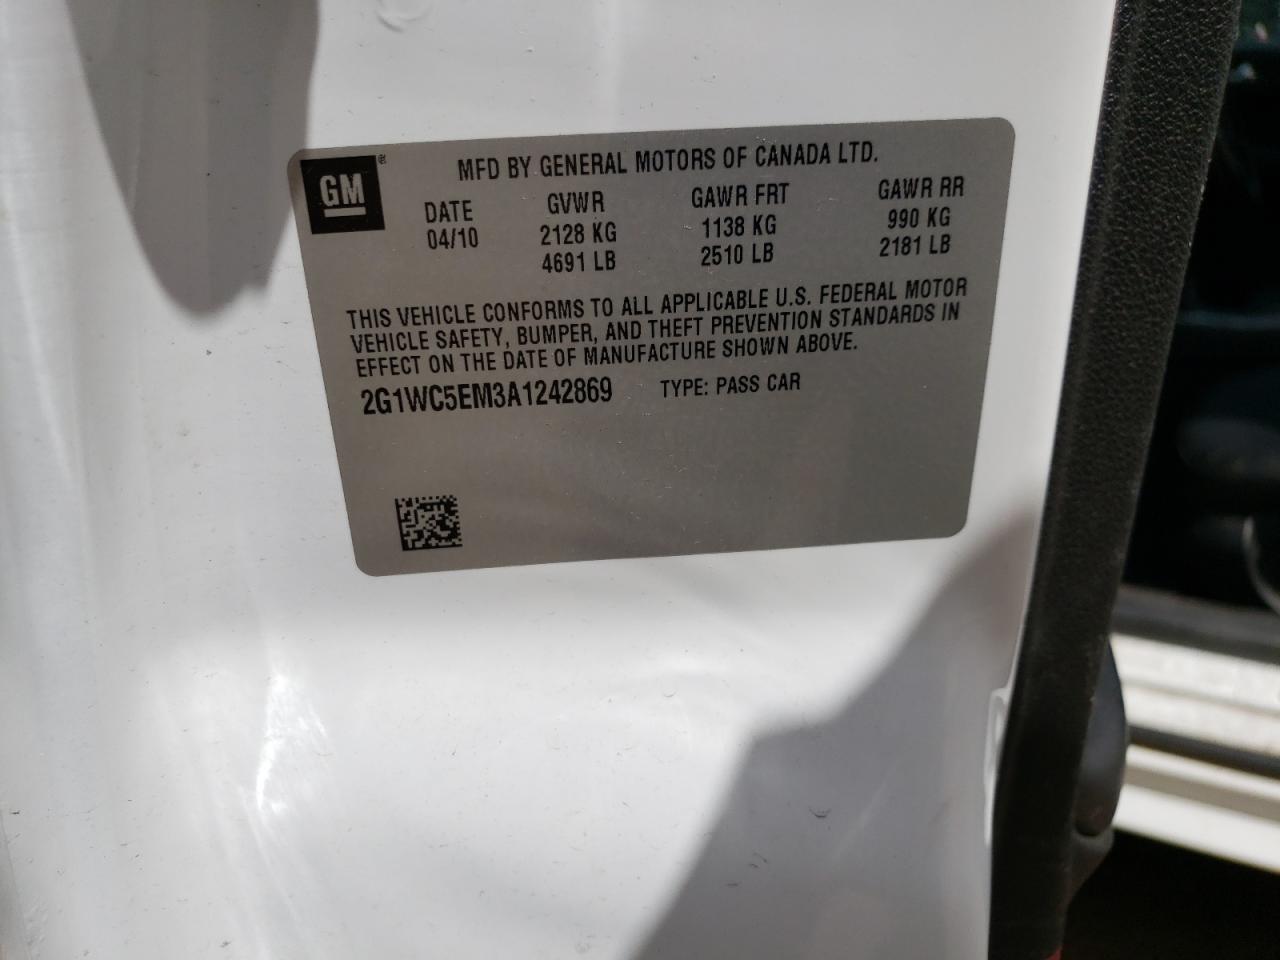 GM ®
MFD BY GENERAL MOTORS OF CANADA LTD.
DATE GVWR GAWR FRT GAWR RR
04/10 2128 KG 1138 KG 990 KG
4691 LB 2510 LB 2181 LB
THIS VEHICLE CONFORMS TO ALL APPLICABLE U.S. FEDERAL MOTOR
VEHICLE SAFETY, BUMPER, AND THEFT PREVENTION STANDARDS IN
EFFECT ON THE DATE OF MANUFACTURE SHOWN ABOVE.
2G1WC5EM3A1242869 TYPE: PASS CAR